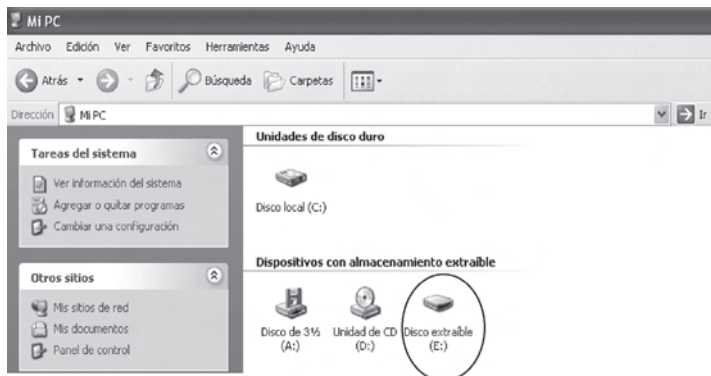 Mi PC
Archivo Edición Ver Favoritos Herramientas Ayuda
Atrás Búsqueda Carpetas
Dirección Mi PC Ir
Tareas del sistema
Ver información del sistema
Agregar o quitar programas
Cambiar una configuración
Otros sitios
Mis sitios de red
Mis documentos
Panel de control
Unidades de disco duro
Disco local (C:)
Dispositivos con almacenamiento extraíble
Disco de 3½ (A:)
Unidad de CD (D:)
Disco extraíble (E:)